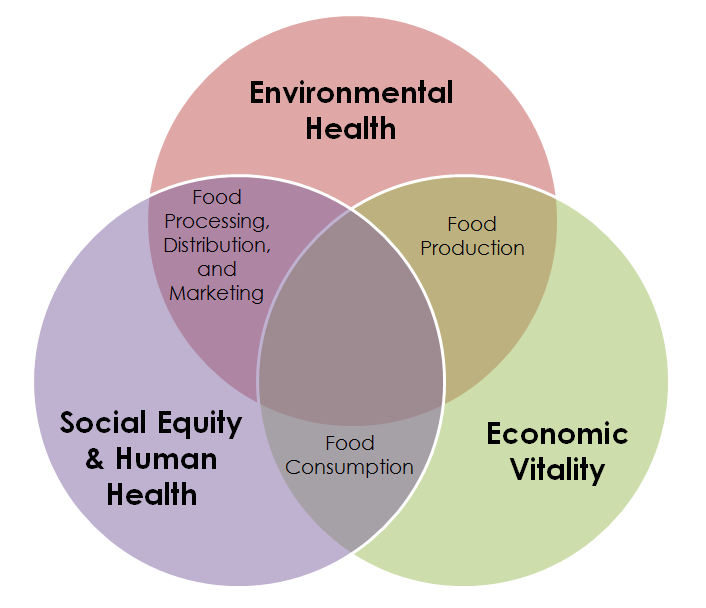 Environmental
Health
Food
Processing,
Distribution,
and
Marketing
Food
Production
Social Equity
& Human
Health
Food
Consumption
Economic
Vitality